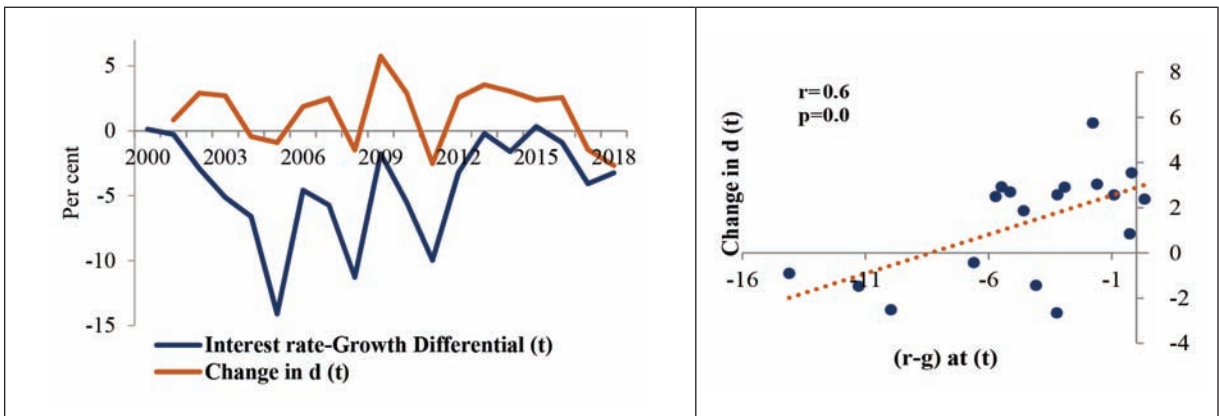 5
0
-5
-10
-15
Per cent
2000 2003 2006 2009 2012 2015 2018
Interest rate-Growth Differential (t)
Change in d (t)
r=0.6
p=0.0
Change in d (t)
8
6
4
2
0
-2
-4
-16 -11 -6 -1
(r-g) at (t)